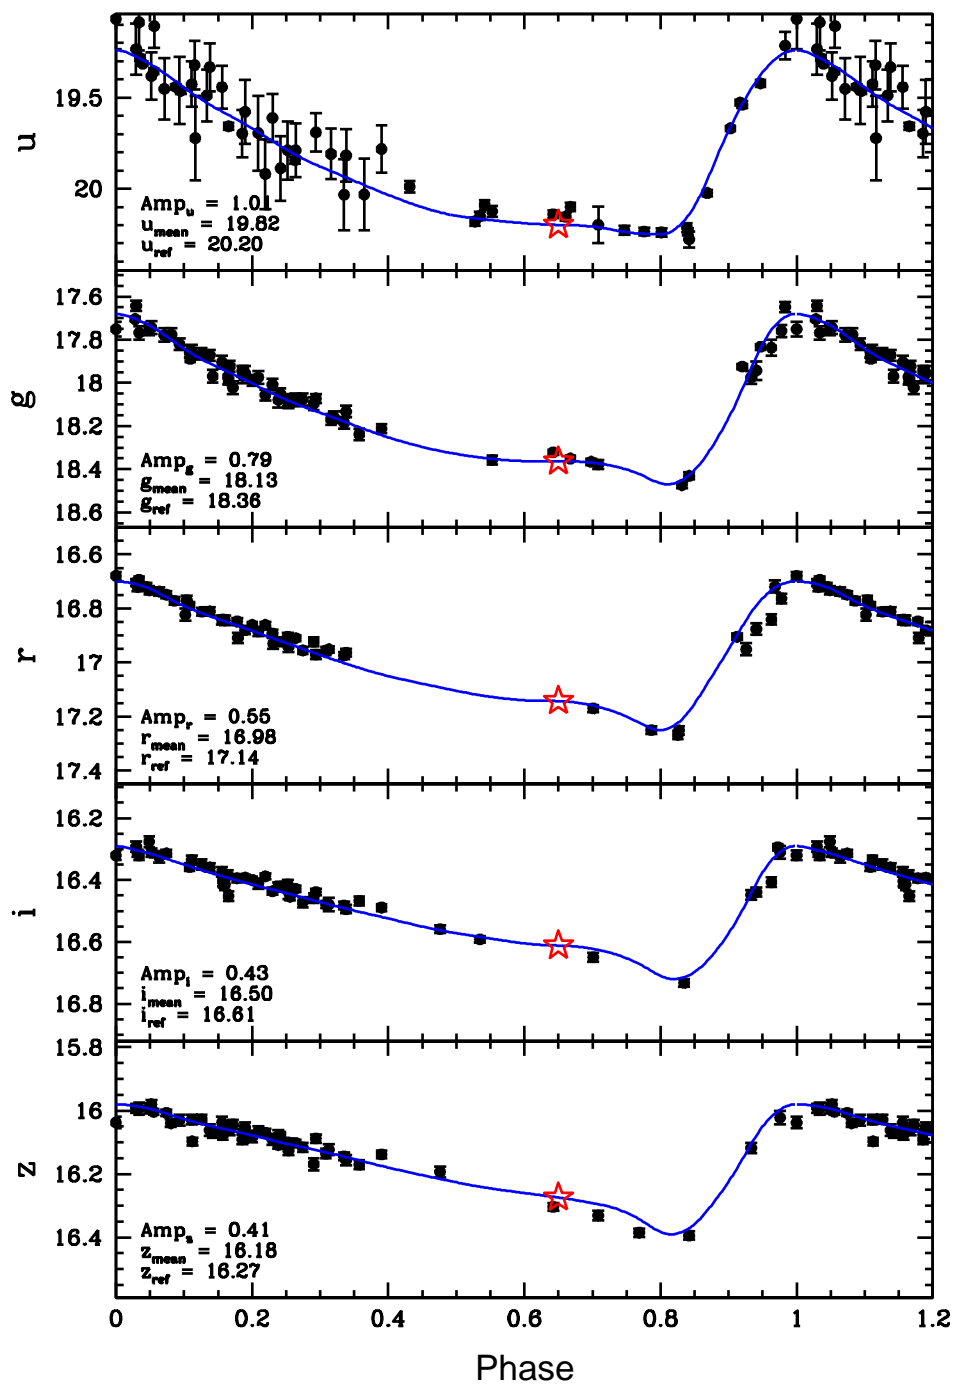 19.5
20
u
Amp_u = 1.01
u_mean = 19.82
u_ref = 20.20
17.6
17.8
18
18.2
18.4
18.6
g
Amp_g = 0.79
g_mean = 18.13
g_ref = 18.36
16.6
16.8
17
17.2
17.4
r
Amp_r = 0.55
r_mean = 16.98
r_ref = 17.14
16.2
16.4
16.6
16.8
i
Amp_i = 0.43
i_mean = 16.50
i_ref = 16.61
15.8
16
16.2
16.4
z
Amp_z = 0.41
z_mean = 16.18
z_ref = 16.27
0 0.2 0.4 0.6 0.8 1 1.2
Phase